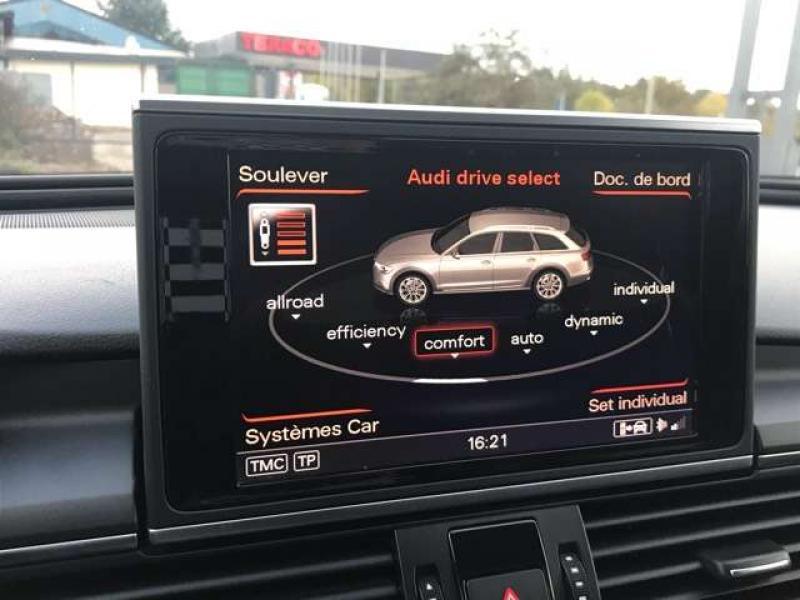 Soulever
Audi drive select
Doc. de bord
allroad
efficiency
comfort
auto
dynamic
individual
Systèmes Car
Set individual
TMC TP
16:21